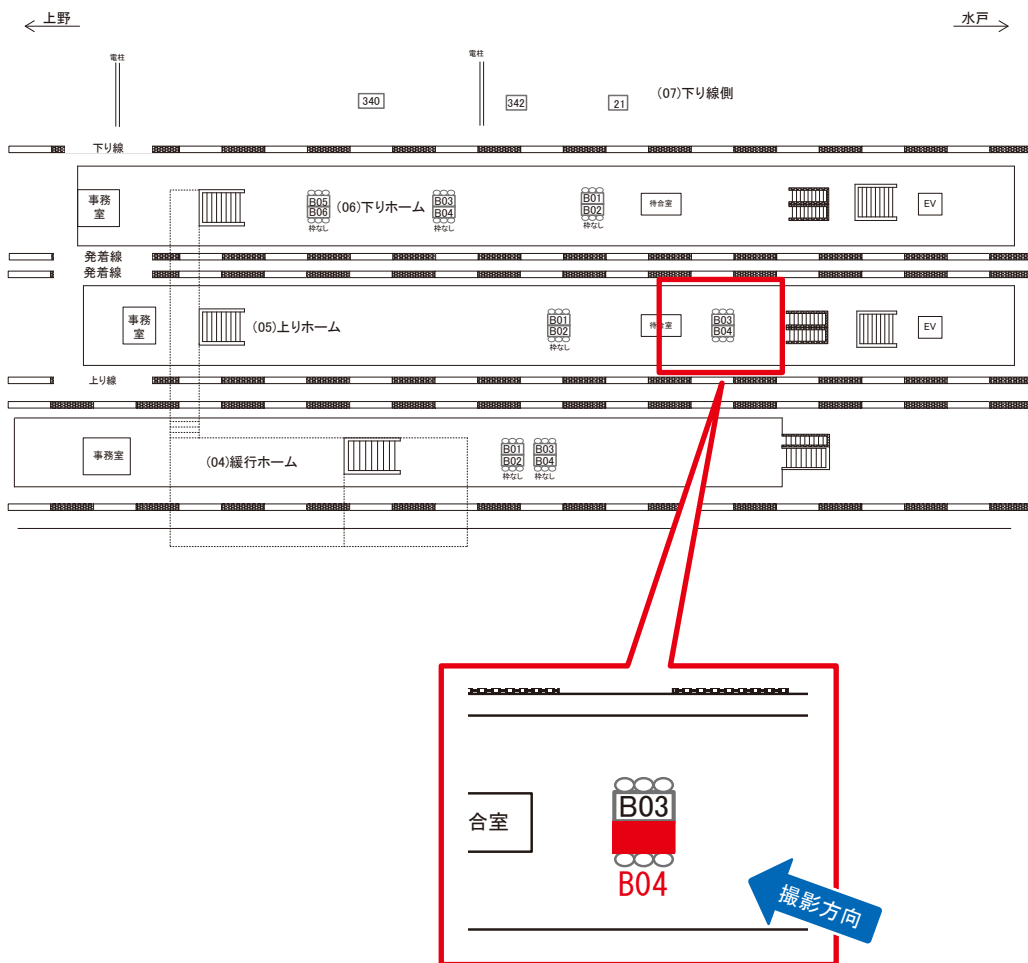 上野
水戸
電柱
電柱
340
342
21
(07)下り線側
下り線
事務
室
B05
B06
枠なし
(06)下りホーム
B03
B04
枠なし
B01
B02
枠なし
待合室
EV
発着線
発着線
事務
室
(05)上りホーム
B01
B02
枠なし
待合室
B03
B04
EV
上り線
事務室
(04)緩行ホーム
B01
B02
枠なし
B03
B04
枠なし
合室
B03
B04
撮影方向